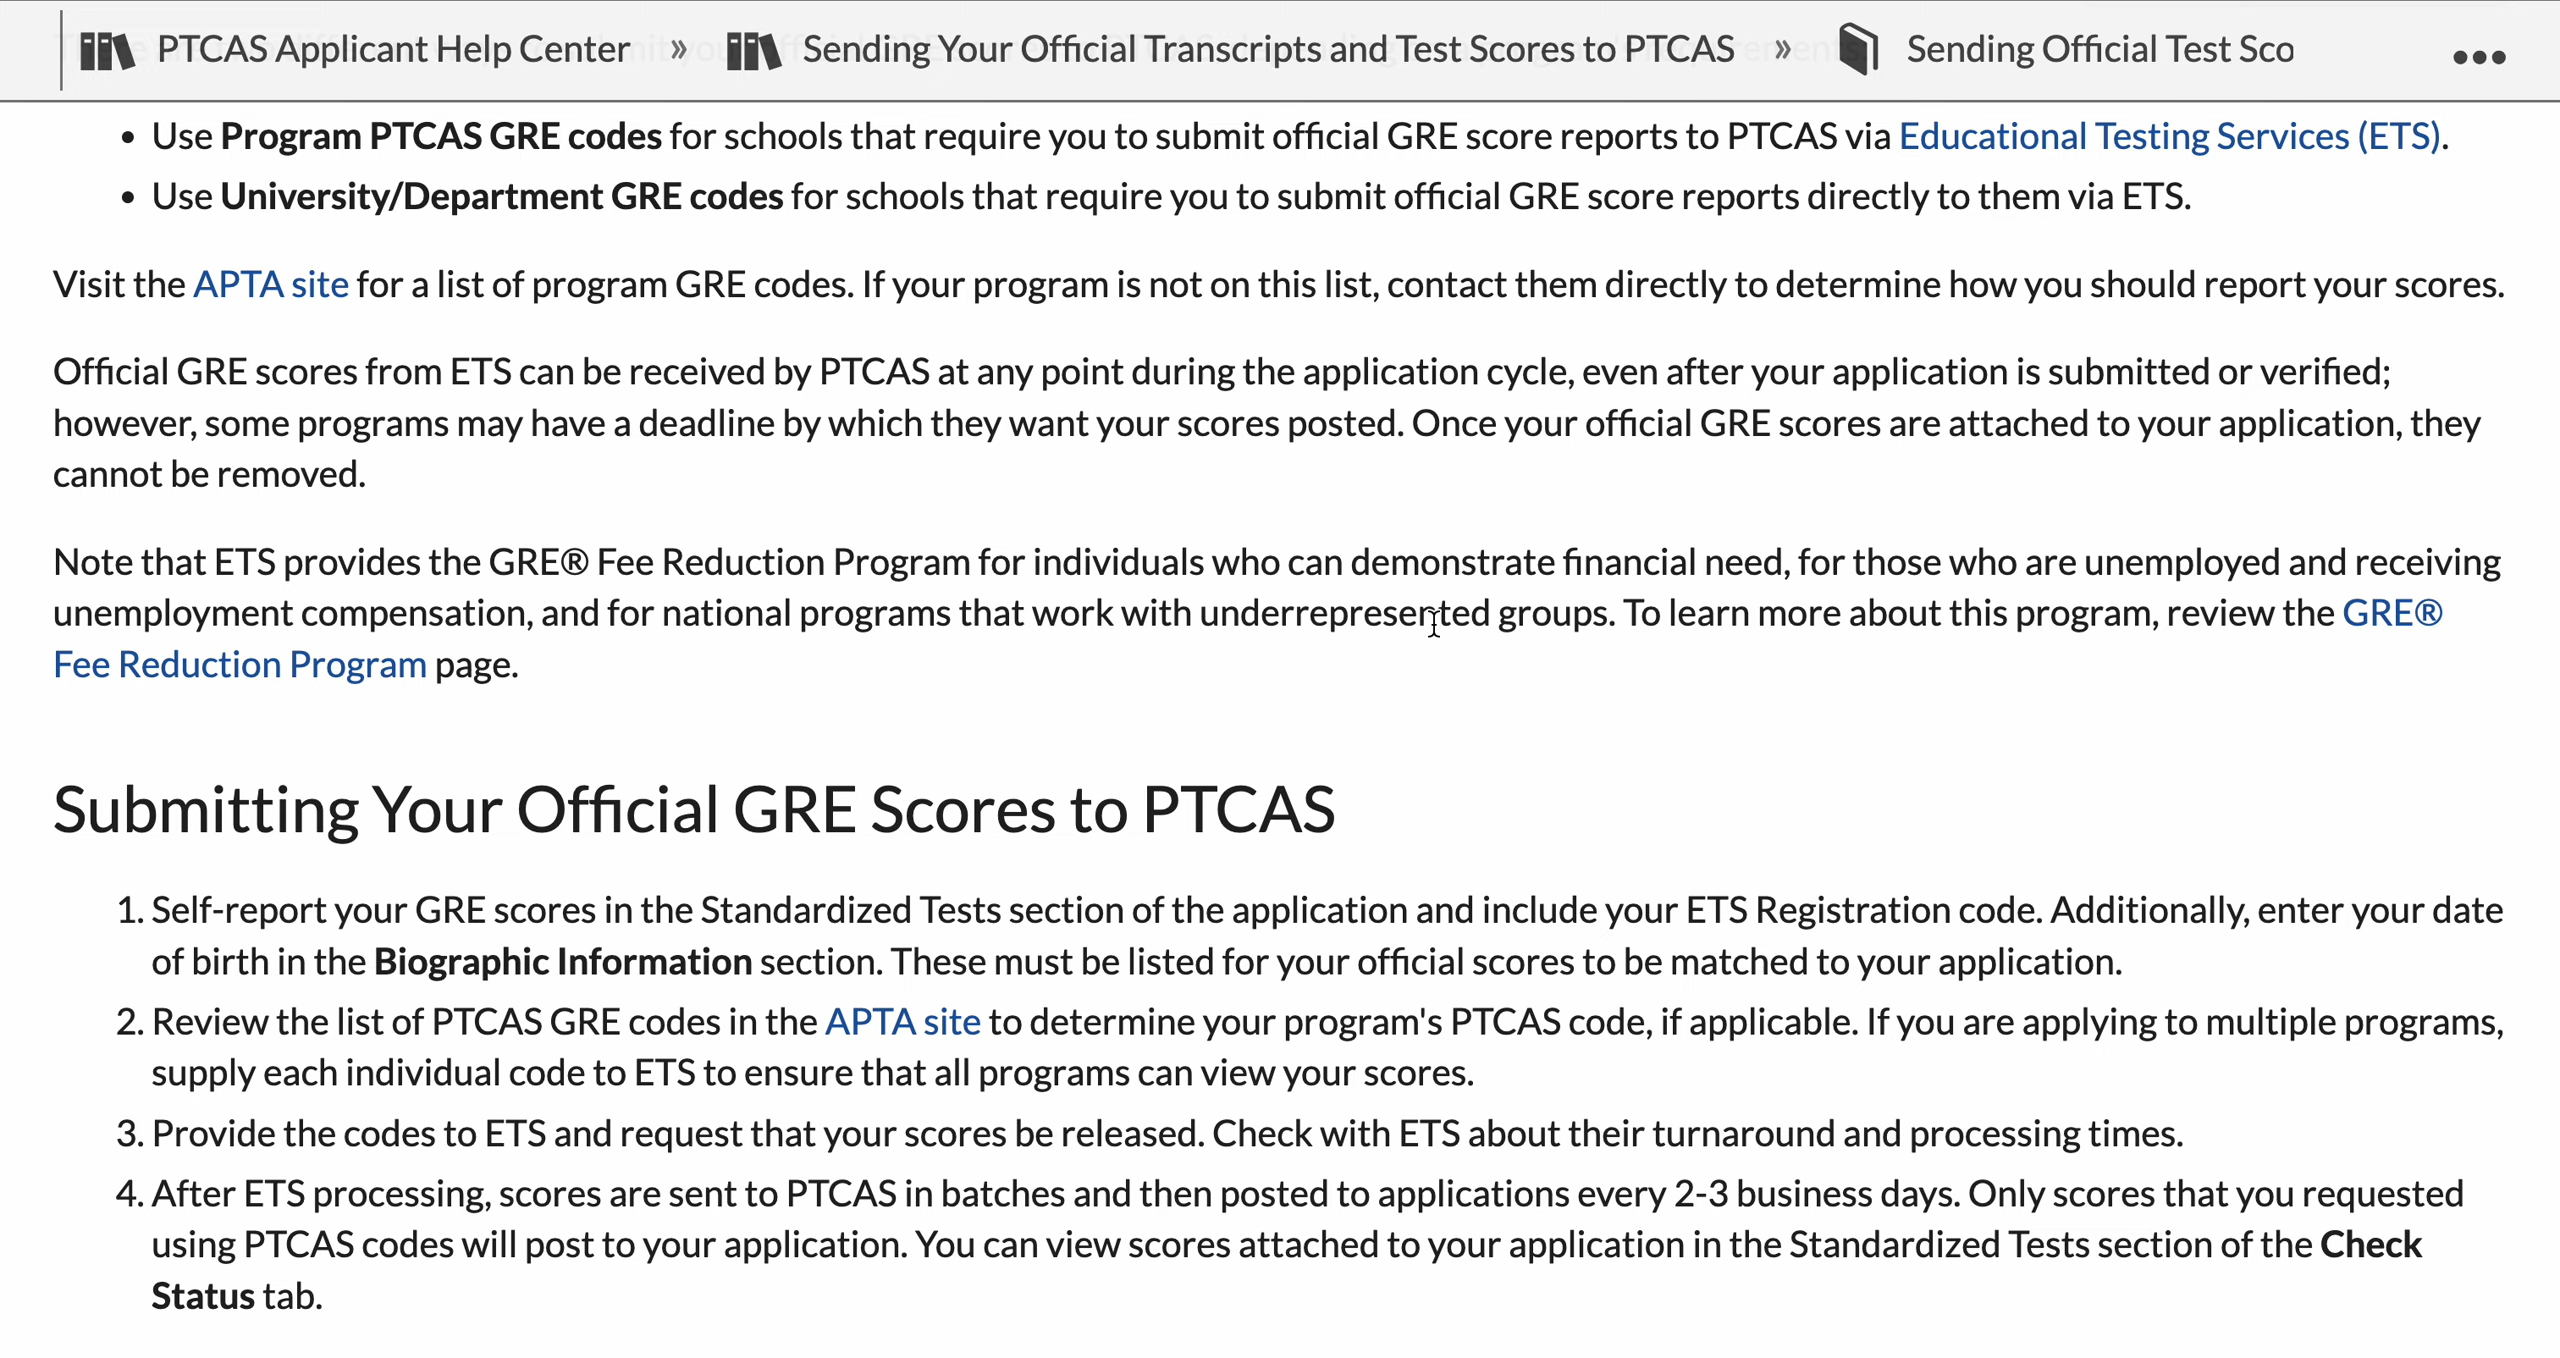 PTCAS Applicant Help Center » Sending Your Official Transcripts and Test Scores to PTCAS » Sending Official Test Sco
• Use Program PTCAS GRE codes for schools that require you to submit official GRE score reports to PTCAS via Educational Testing Services (ETS).
• Use University/Department GRE codes for schools that require you to submit official GRE score reports directly to them via ETS.
Visit the APTA site for a list of program GRE codes. If your program is not on this list, contact them directly to determine how you should report your scores.
Official GRE scores from ETS can be received by PTCAS at any point during the application cycle, even after your application is submitted or verified;
however, some programs may have a deadline by which they want your scores posted. Once your official GRE scores are attached to your application, they
cannot be removed.
Note that ETS provides the GRE® Fee Reduction Program for individuals who can demonstrate financial need, for those who are unemployed and receiving
unemployment compensation, and for national programs that work with underrepresented groups. To learn more about this program, review the GRE®
Fee Reduction Program page.
Submitting Your Official GRE Scores to PTCAS
1. Self-report your GRE scores in the Standardized Tests section of the application and include your ETS Registration code. Additionally, enter your date
of birth in the Biographic Information section. These must be listed for your official scores to be matched to your application.
2. Review the list of PTCAS GRE codes in the APTA site to determine your program's PTCAS code, if applicable. If you are applying to multiple programs,
supply each individual code to ETS to ensure that all programs can view your scores.
3. Provide the codes to ETS and request that your scores be released. Check with ETS about their turnaround and processing times.
4. After ETS processing, scores are sent to PTCAS in batches and then posted to applications every 2-3 business days. Only scores that you requested
using PTCAS codes will post to your application. You can view scores attached to your application in the Standardized Tests section of the Check
Status tab.